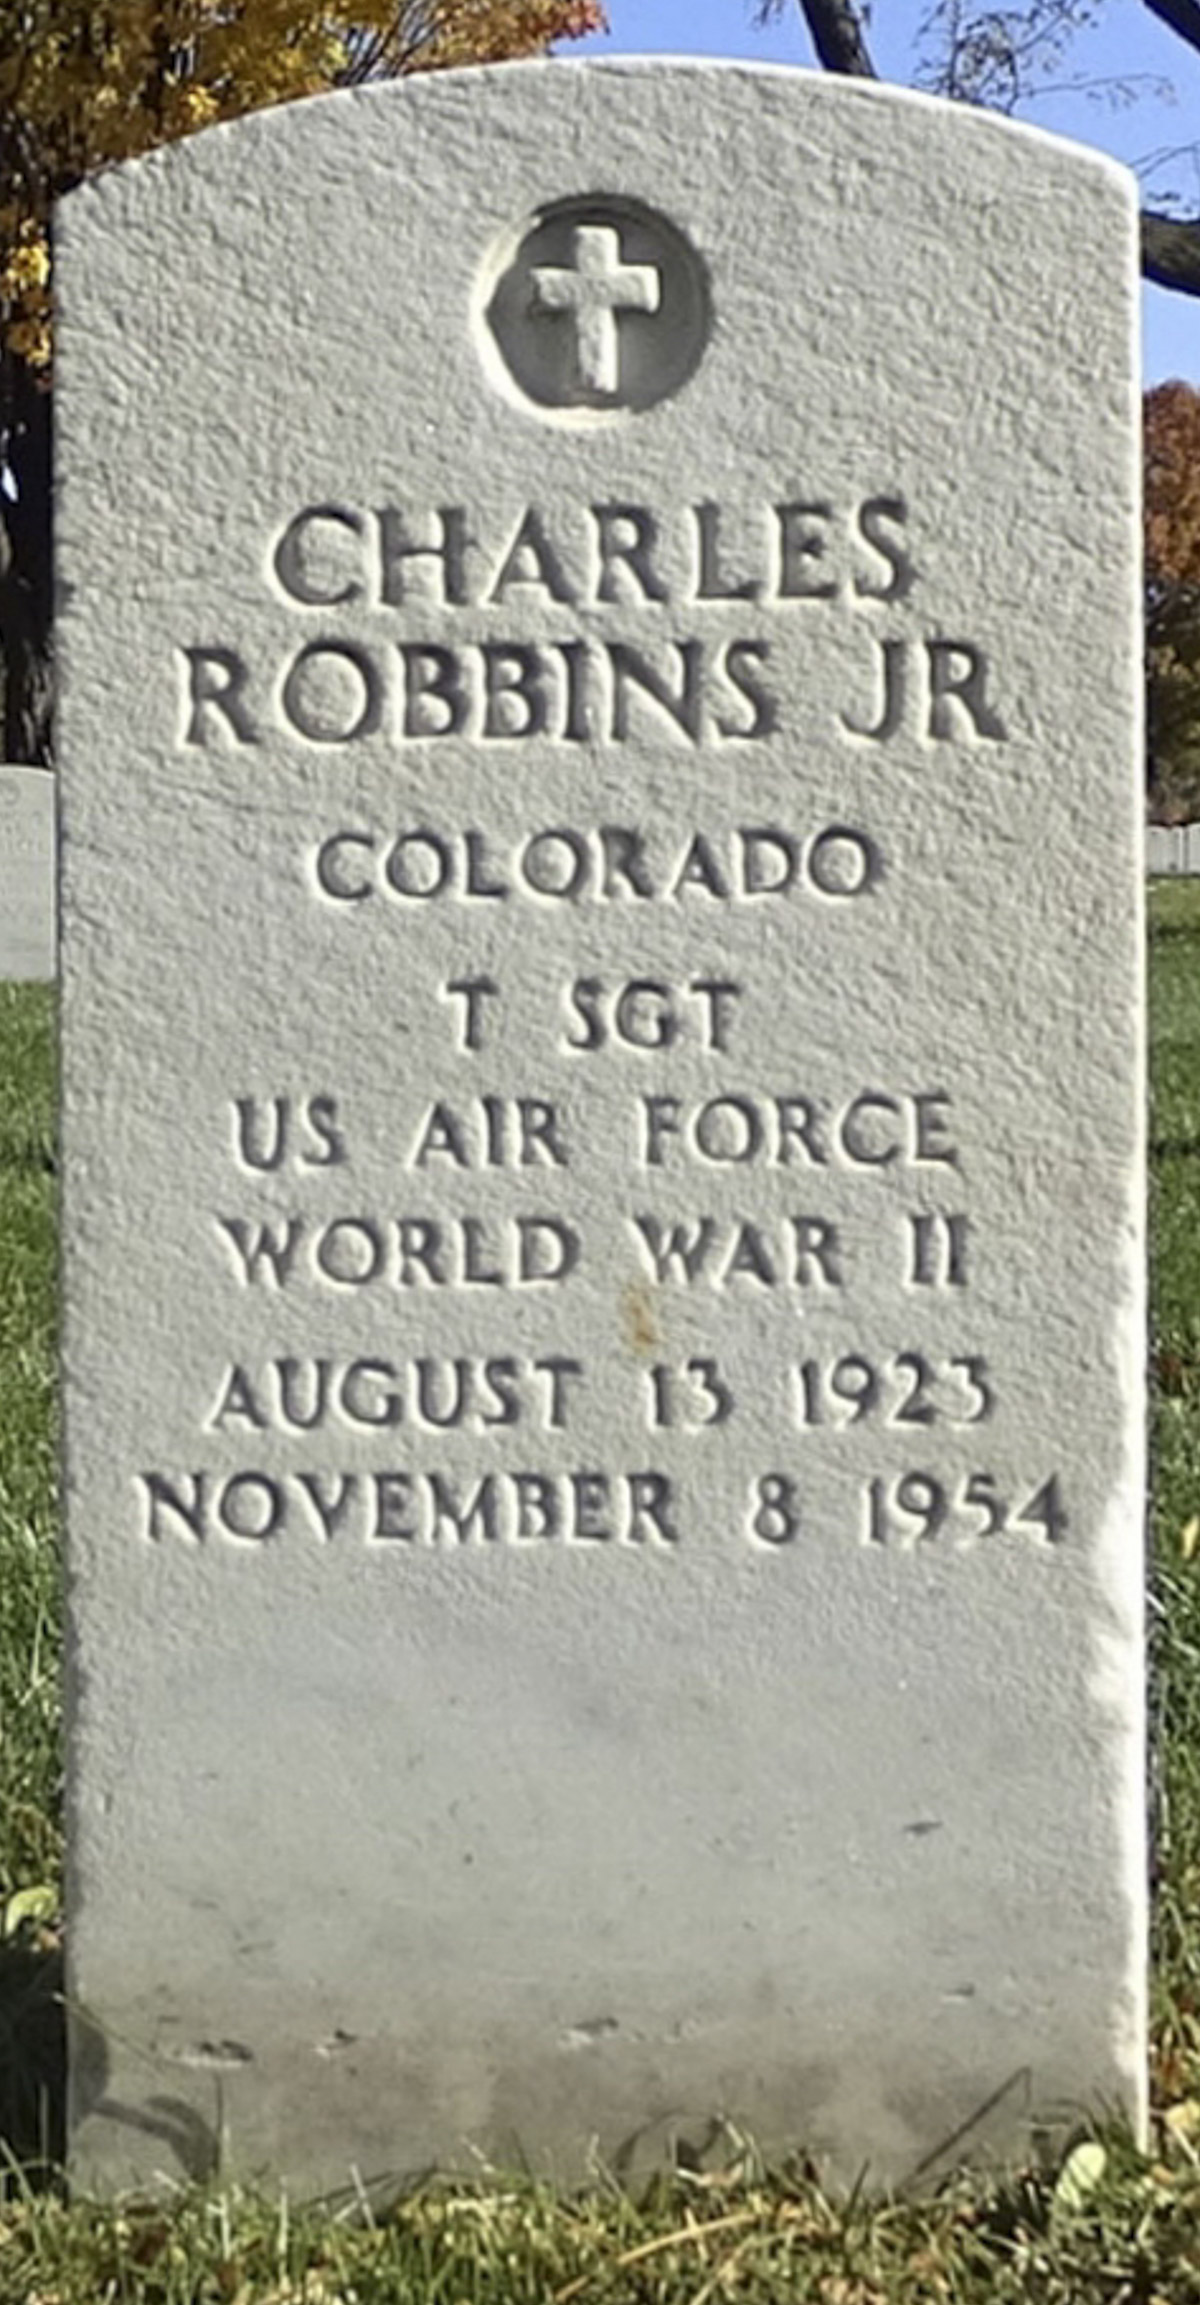 CHARLES
ROBBINS JR
COLORADO
T SGT
US AIR FORCE
WORLD WAR II
AUGUST 13 1923
NOVEMBER 8 1954